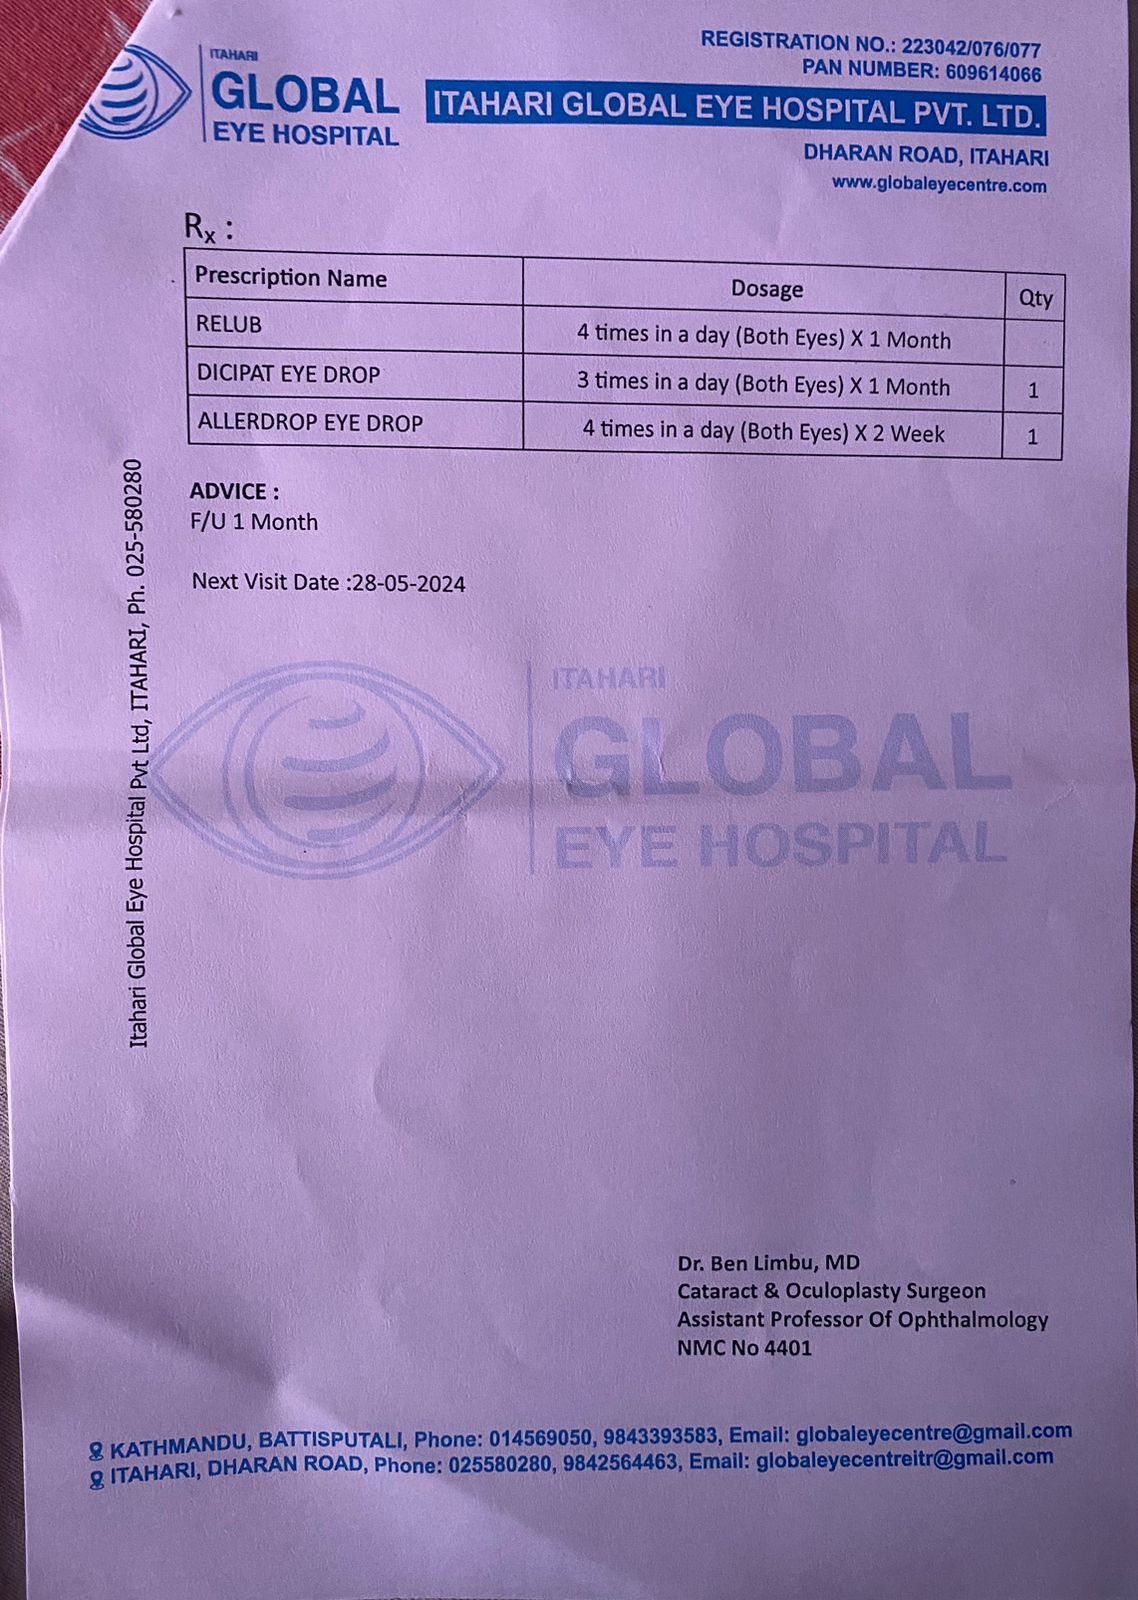 ITAHARI
GLOBAL
EYE HOSPITAL
REGISTRATION NO.: 223042/076/077
PAN NUMBER: 609614066
ITAHARI GLOBAL EYE HOSPITAL PVT. LTD.
DHARAN ROAD, ITAHARI
www.globaleyecentre.com
Rx :
Prescription Name Dosage Qty
RELUB 4 times in a day (Both Eyes) X 1 Month
DICIPAT EYE DROP 3 times in a day (Both Eyes) X 1 Month 1
ALLERDROP EYE DROP 4 times in a day (Both Eyes) X 2 Week 1
ADVICE :
F/U 1 Month
Next Visit Date :28-05-2024
Itahari Global Eye Hospital Pvt Ltd, ITAHARI, Ph. 025-580280
ITAHARI
GLOBAL
EYE HOSPITAL
Dr. Ben Limbu, MD
Cataract & Oculoplasty Surgeon
Assistant Professor Of Ophthalmology
NMC No 4401
KATHMANDU, BATTISPUTALI, Phone: 014569050, 9843393583, Email: globaleyecentre@gmail.com
ITAHARI, DHARAN ROAD, Phone: 025580280, 9842564463, Email: globaleyecentreitr@gmail.com